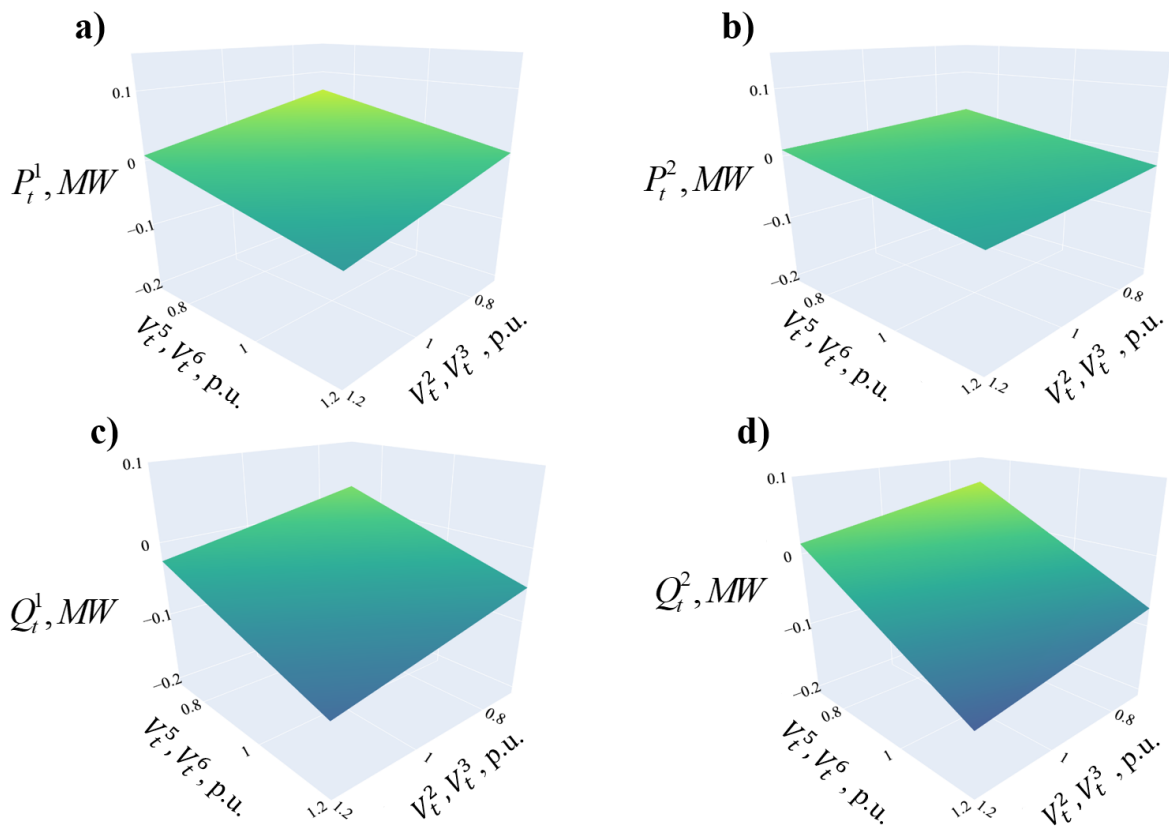 a)
0.1
0
−0.1
−0.2
P_t^1, MW
0.8
1
1.2
V_t^5, V_t^6, p.u.
1.2
1
0.8
V_t^2, V_t^3, p.u.
b)
0.1
0
−0.1
−0.2
P_t^2, MW
0.8
1
1.2
V_t^5, V_t^6, p.u.
1.2
1
0.8
V_t^2, V_t^3, p.u.
c)
0.1
0
−0.1
−0.2
Q_t^1, MW
0.8
1
1.2
V_t^5, V_t^6, p.u.
1.2
1
0.8
V_t^2, V_t^3, p.u.
d)
0.1
0
−0.1
−0.2
Q_t^2, MW
0.8
1
1.2
V_t^5, V_t^6, p.u.
1.2
1
0.8
V_t^2, V_t^3, p.u.